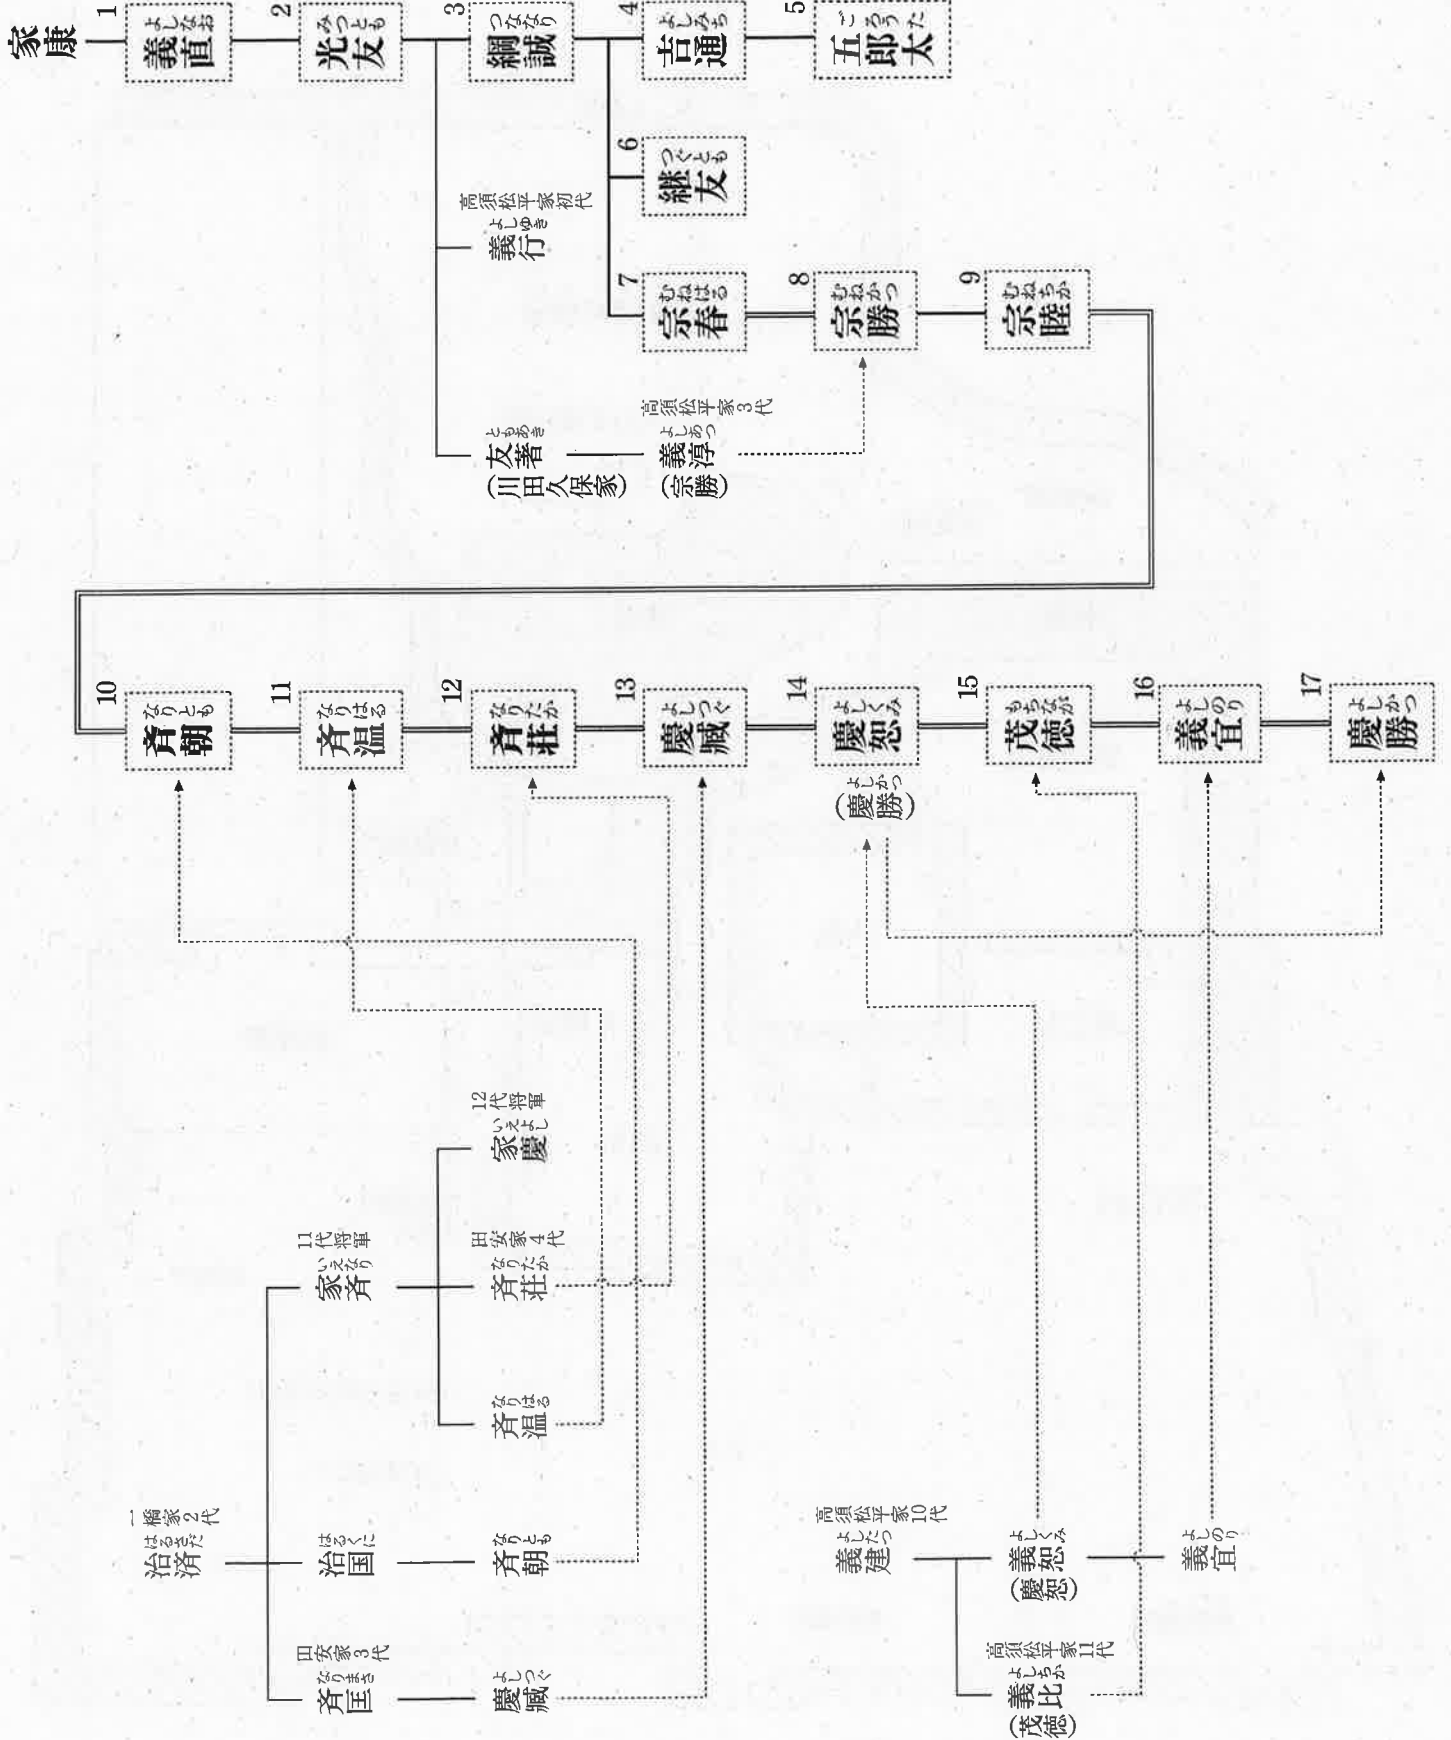 家康
1
よしなお
義直
2
みつとも
光友
3
つななり
綱誠
4
よしみち
吉通
5
ごろうた
五郎太
6
つぐとも
継友
高須松平家初代
よしゆき
義行
7
むねはる
宗春
8
むねかつ
宗勝
9
むねちか
宗睦
ともあき
友著
(川田久保家)
高須松平家3代
よしあつ
義淳
(宗勝)
10
なりとも
斉朝
11
なりはる
斉温
12
なりたか
斉荘
13
よしつぐ
慶臧
14
よしくみ
慶恕
よしかつ
(慶勝)
15
もちなが
茂徳
16
よしのり
義宜
17
よしかつ
慶勝
12代将軍
いえよし
家慶
11代将軍
いえなり
家斉
田安家4代
なりたか
斉荘
なりはる
斉温
一橋家2代
はるさだ
治済
はるくに
治国
なりとも
斉朝
田安家3代
なりまさ
斉匡
よしつぐ
慶臧
高須松平家10代
よしたつ
義建
よしくみ
義恕
(慶恕)
よしのり
義宜
高須松平家11代
よしちか
義比
(茂徳)